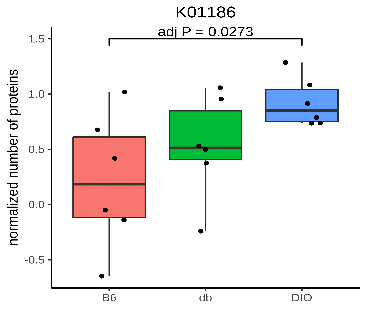 K01186
adj P = 0.0273
normalized number of proteins
1.5
1.0
0.5
0.0
-0.5
B6
db
DIO